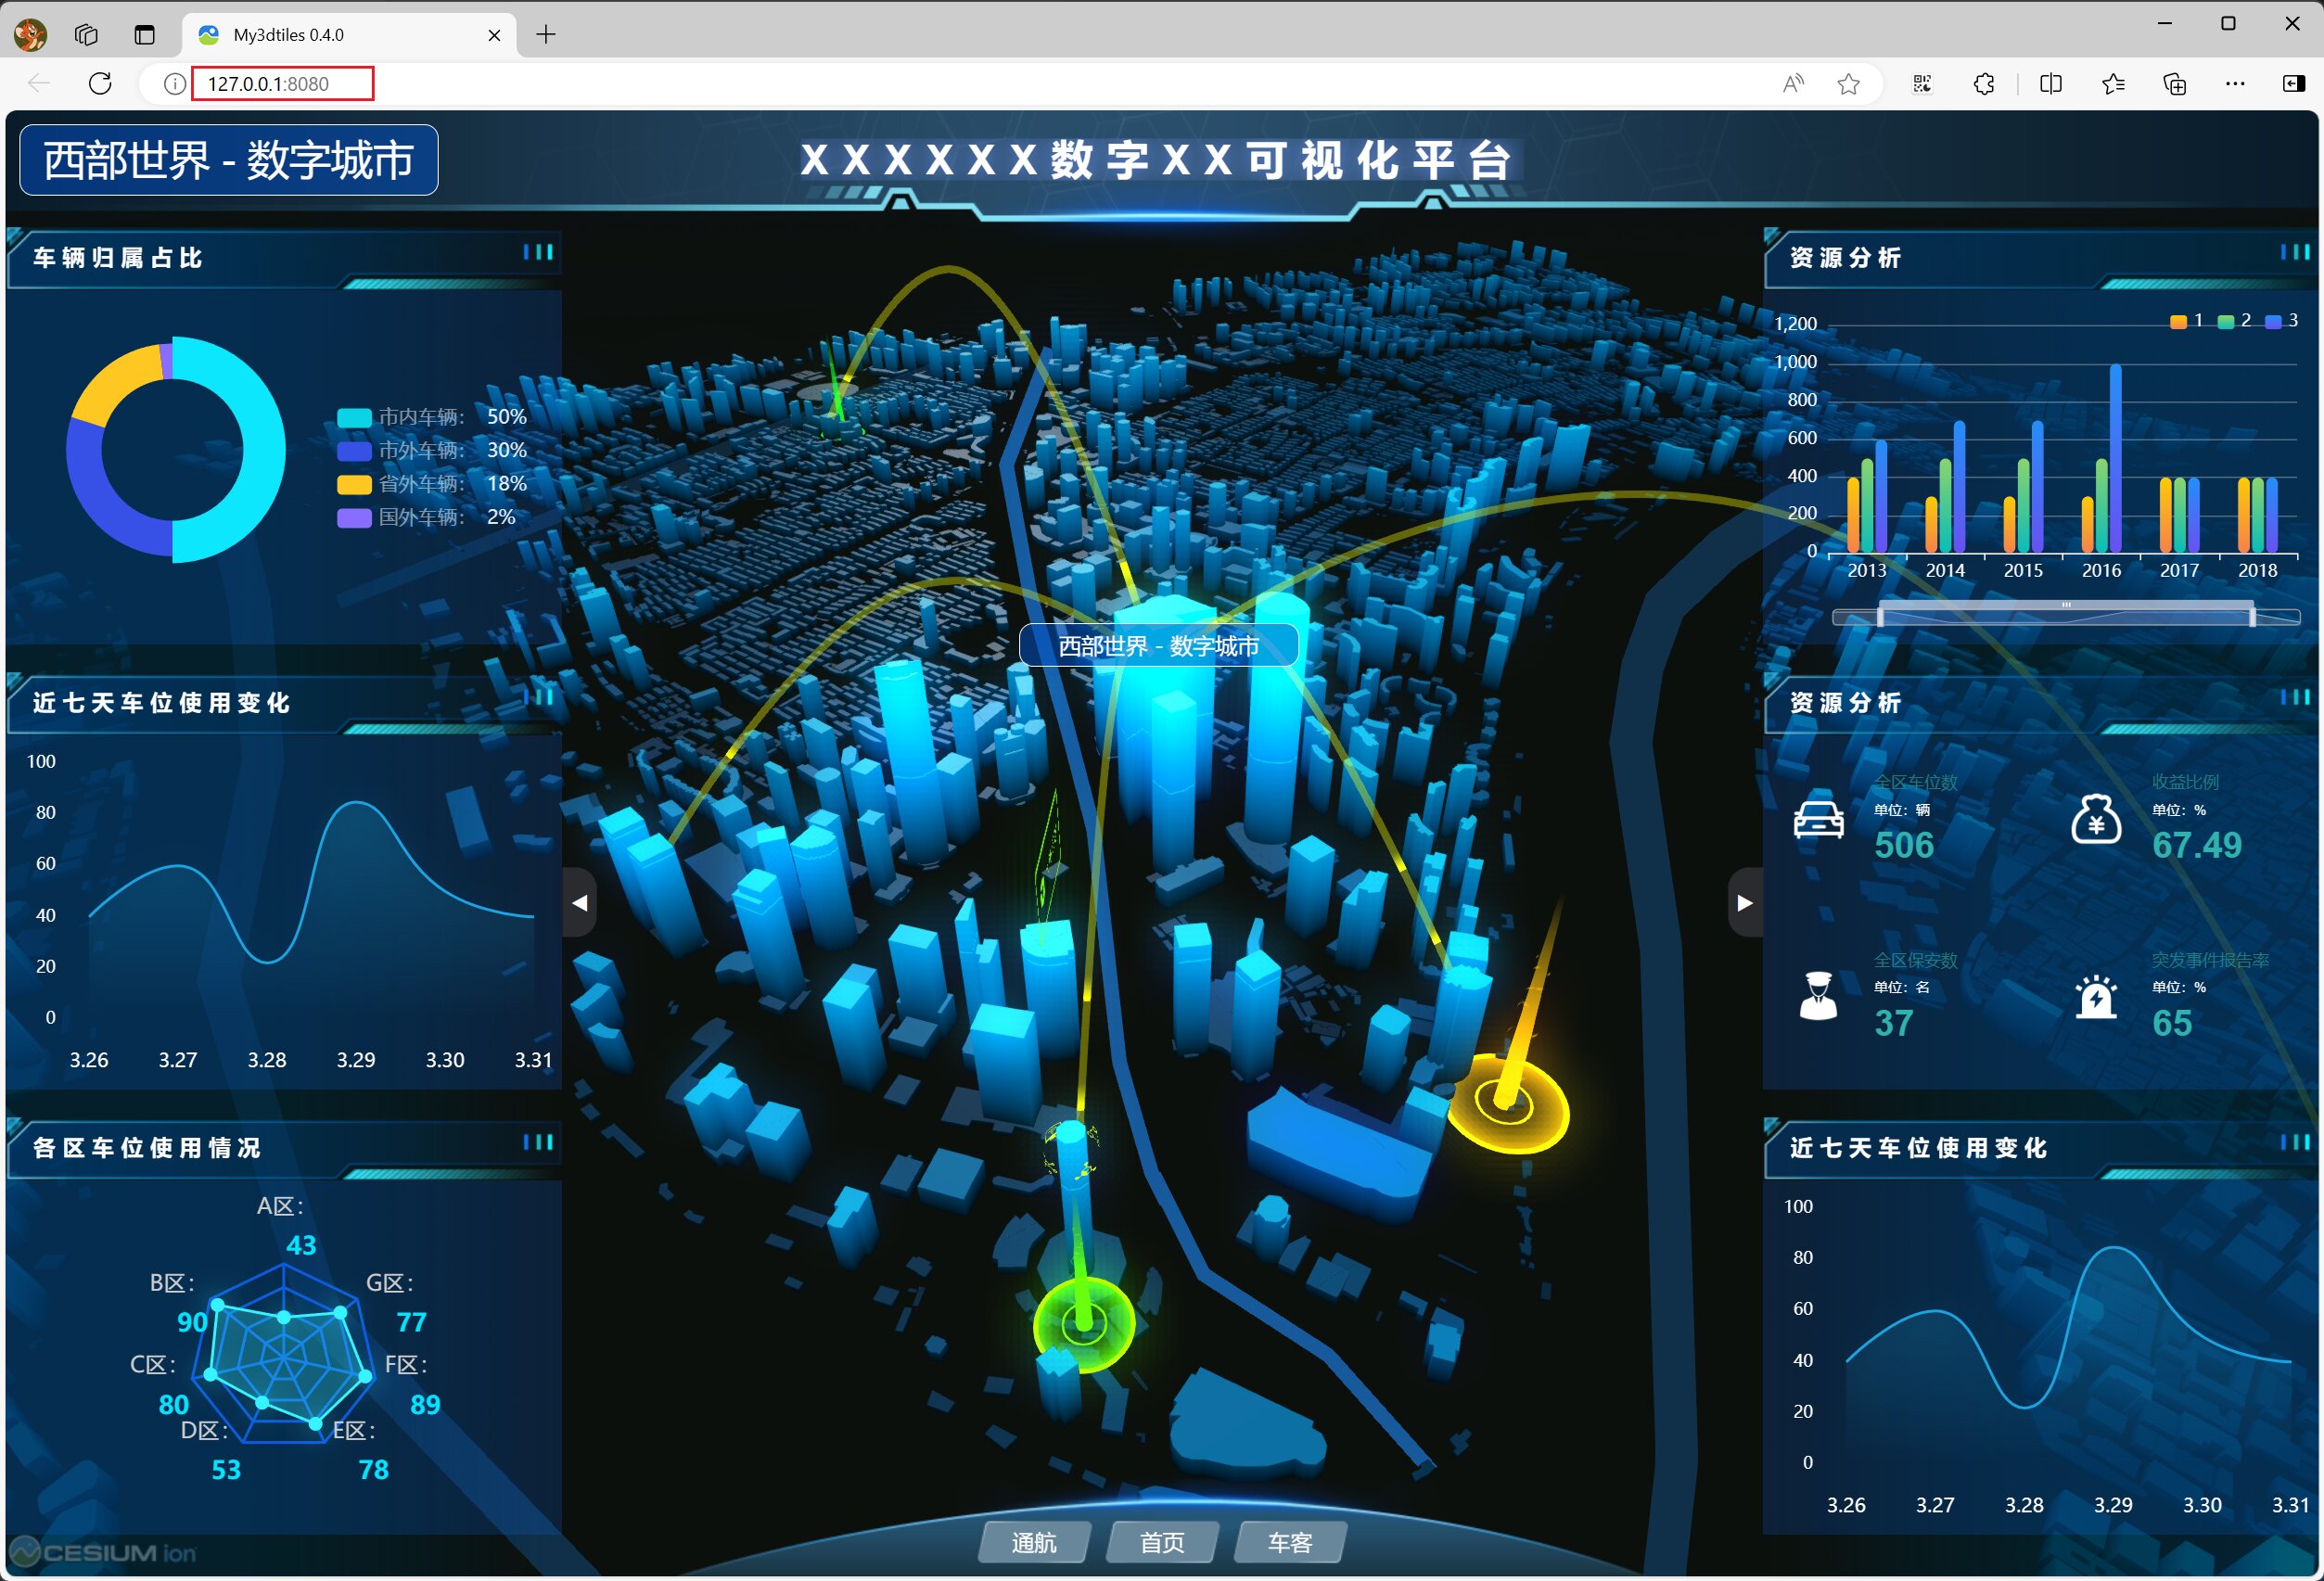 My3dtiles 0.4.0
127.0.0.1:8080
西部世界 - 数字城市
XXXXXX数字XX可视化平台
车辆归属占比
市内车辆： 50%
市外车辆： 30%
省外车辆： 18%
国外车辆： 2%
近七天车位使用变化
100
80
60
40
20
0
3.26 3.27 3.28 3.29 3.30 3.31
各区车位使用情况
A区：
43
B区：
90
C区：
80
D区：
53
E区：
78
F区：
89
G区：
77
CESIUM ion
西部世界 - 数字城市
通航 首页 车客
资源分析
1 2 3
1,200
1,000
800
600
400
200
0
2013 2014 2015 2016 2017 2018
资源分析
全区车位数
单位：辆
506
收益比例
单位：%
67.49
全区保安数
单位：名
37
突发事件报告率
单位：%
65
近七天车位使用变化
100
80
60
40
20
0
3.26 3.27 3.28 3.29 3.30 3.31